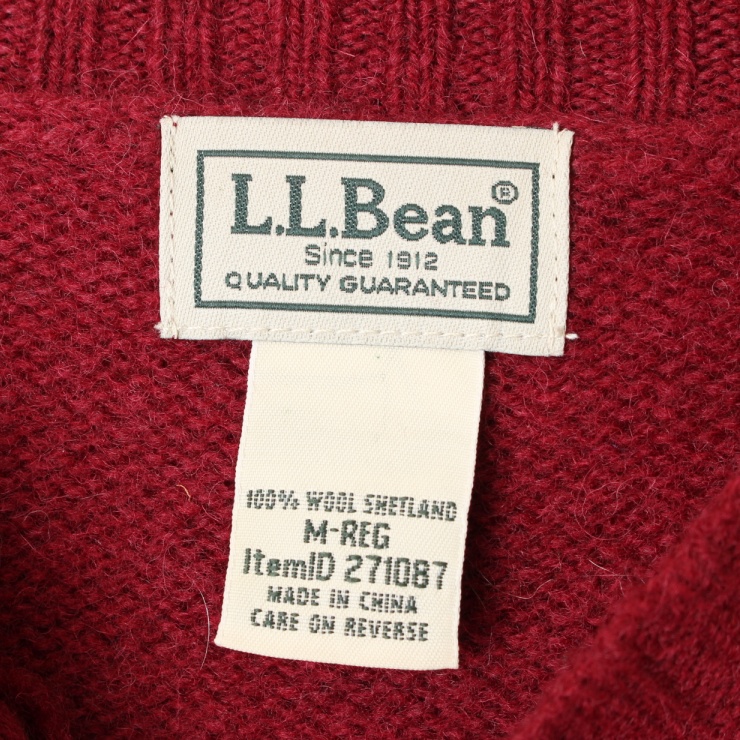 L.L.Bean®
Since 1912
QUALITY GUARANTEED
100% WOOL SHETLAND
M-REG
ItemID 271087
MADE IN CHINA
CARE ON REVERSE